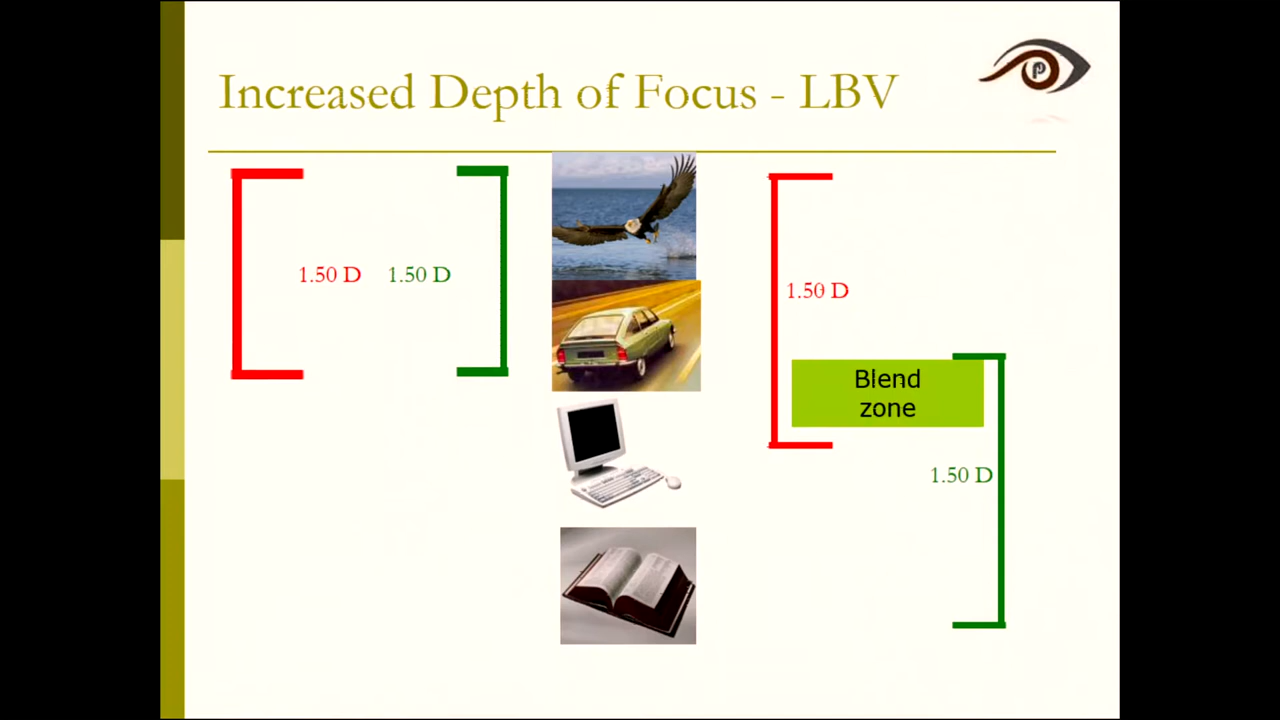 Increased Depth of Focus - LBV
1.50 D 1.50 D
1.50 D
Blend
zone
1.50 D